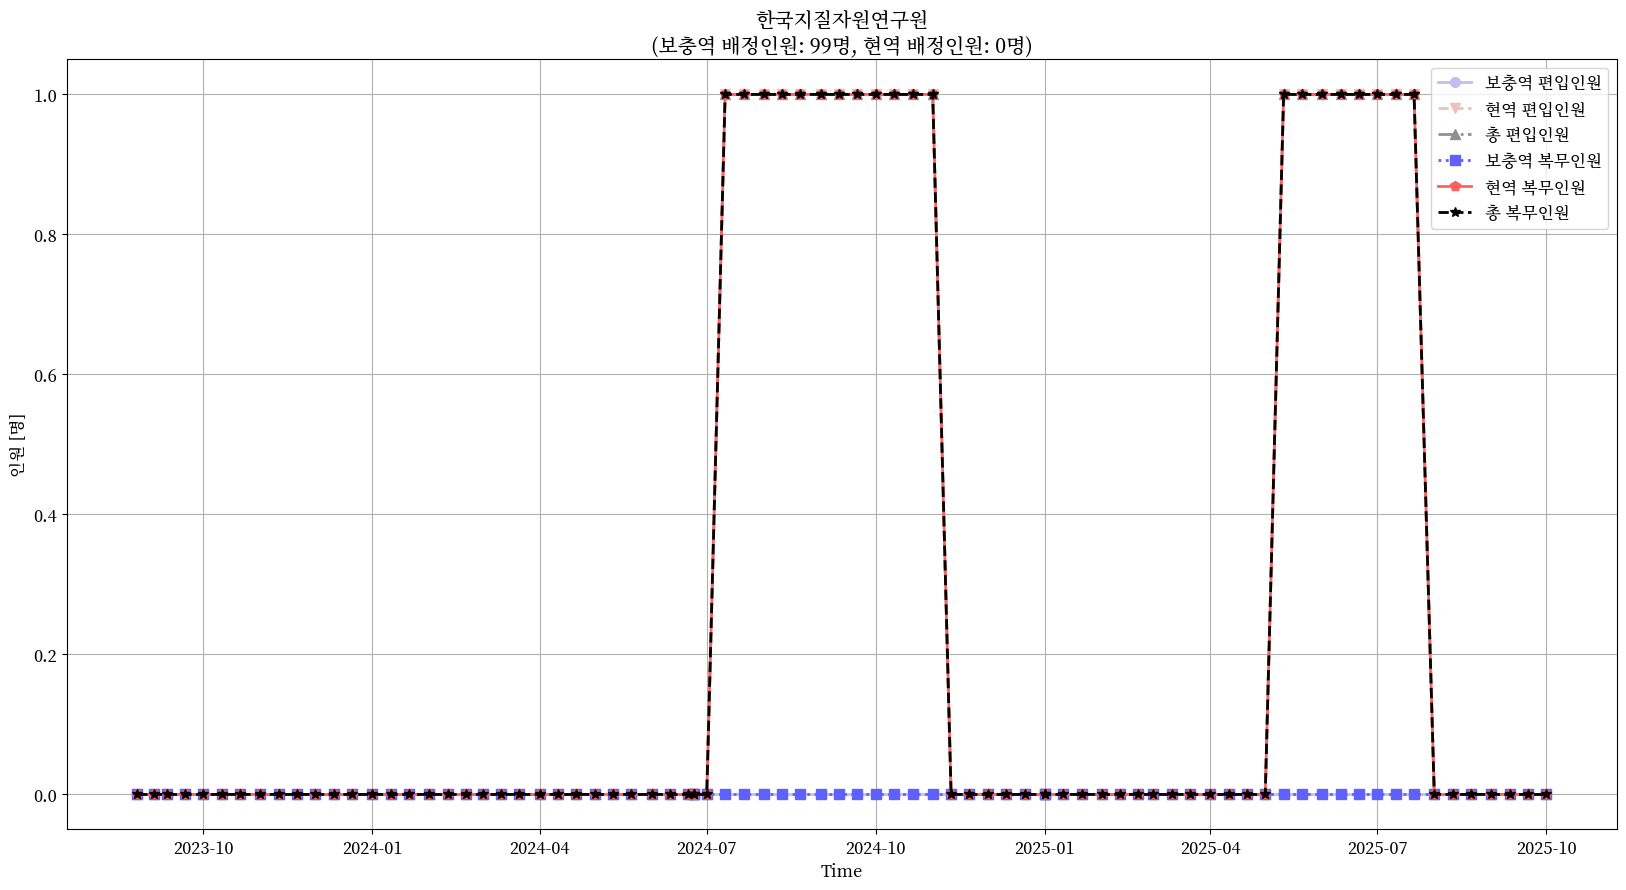 한국지질자원연구원
(보충역 배정인원: 99명, 현역 배정인원: 0명)
보충역 편입인원
현역 편입인원
총 편입인원
보충역 복무인원
현역 복무인원
총 복무인원
인원 [명]
1.0
0.8
0.6
0.4
0.2
0.0
2023-10
2024-01
2024-04
2024-07
2024-10
2025-01
2025-04
2025-07
2025-10
Time